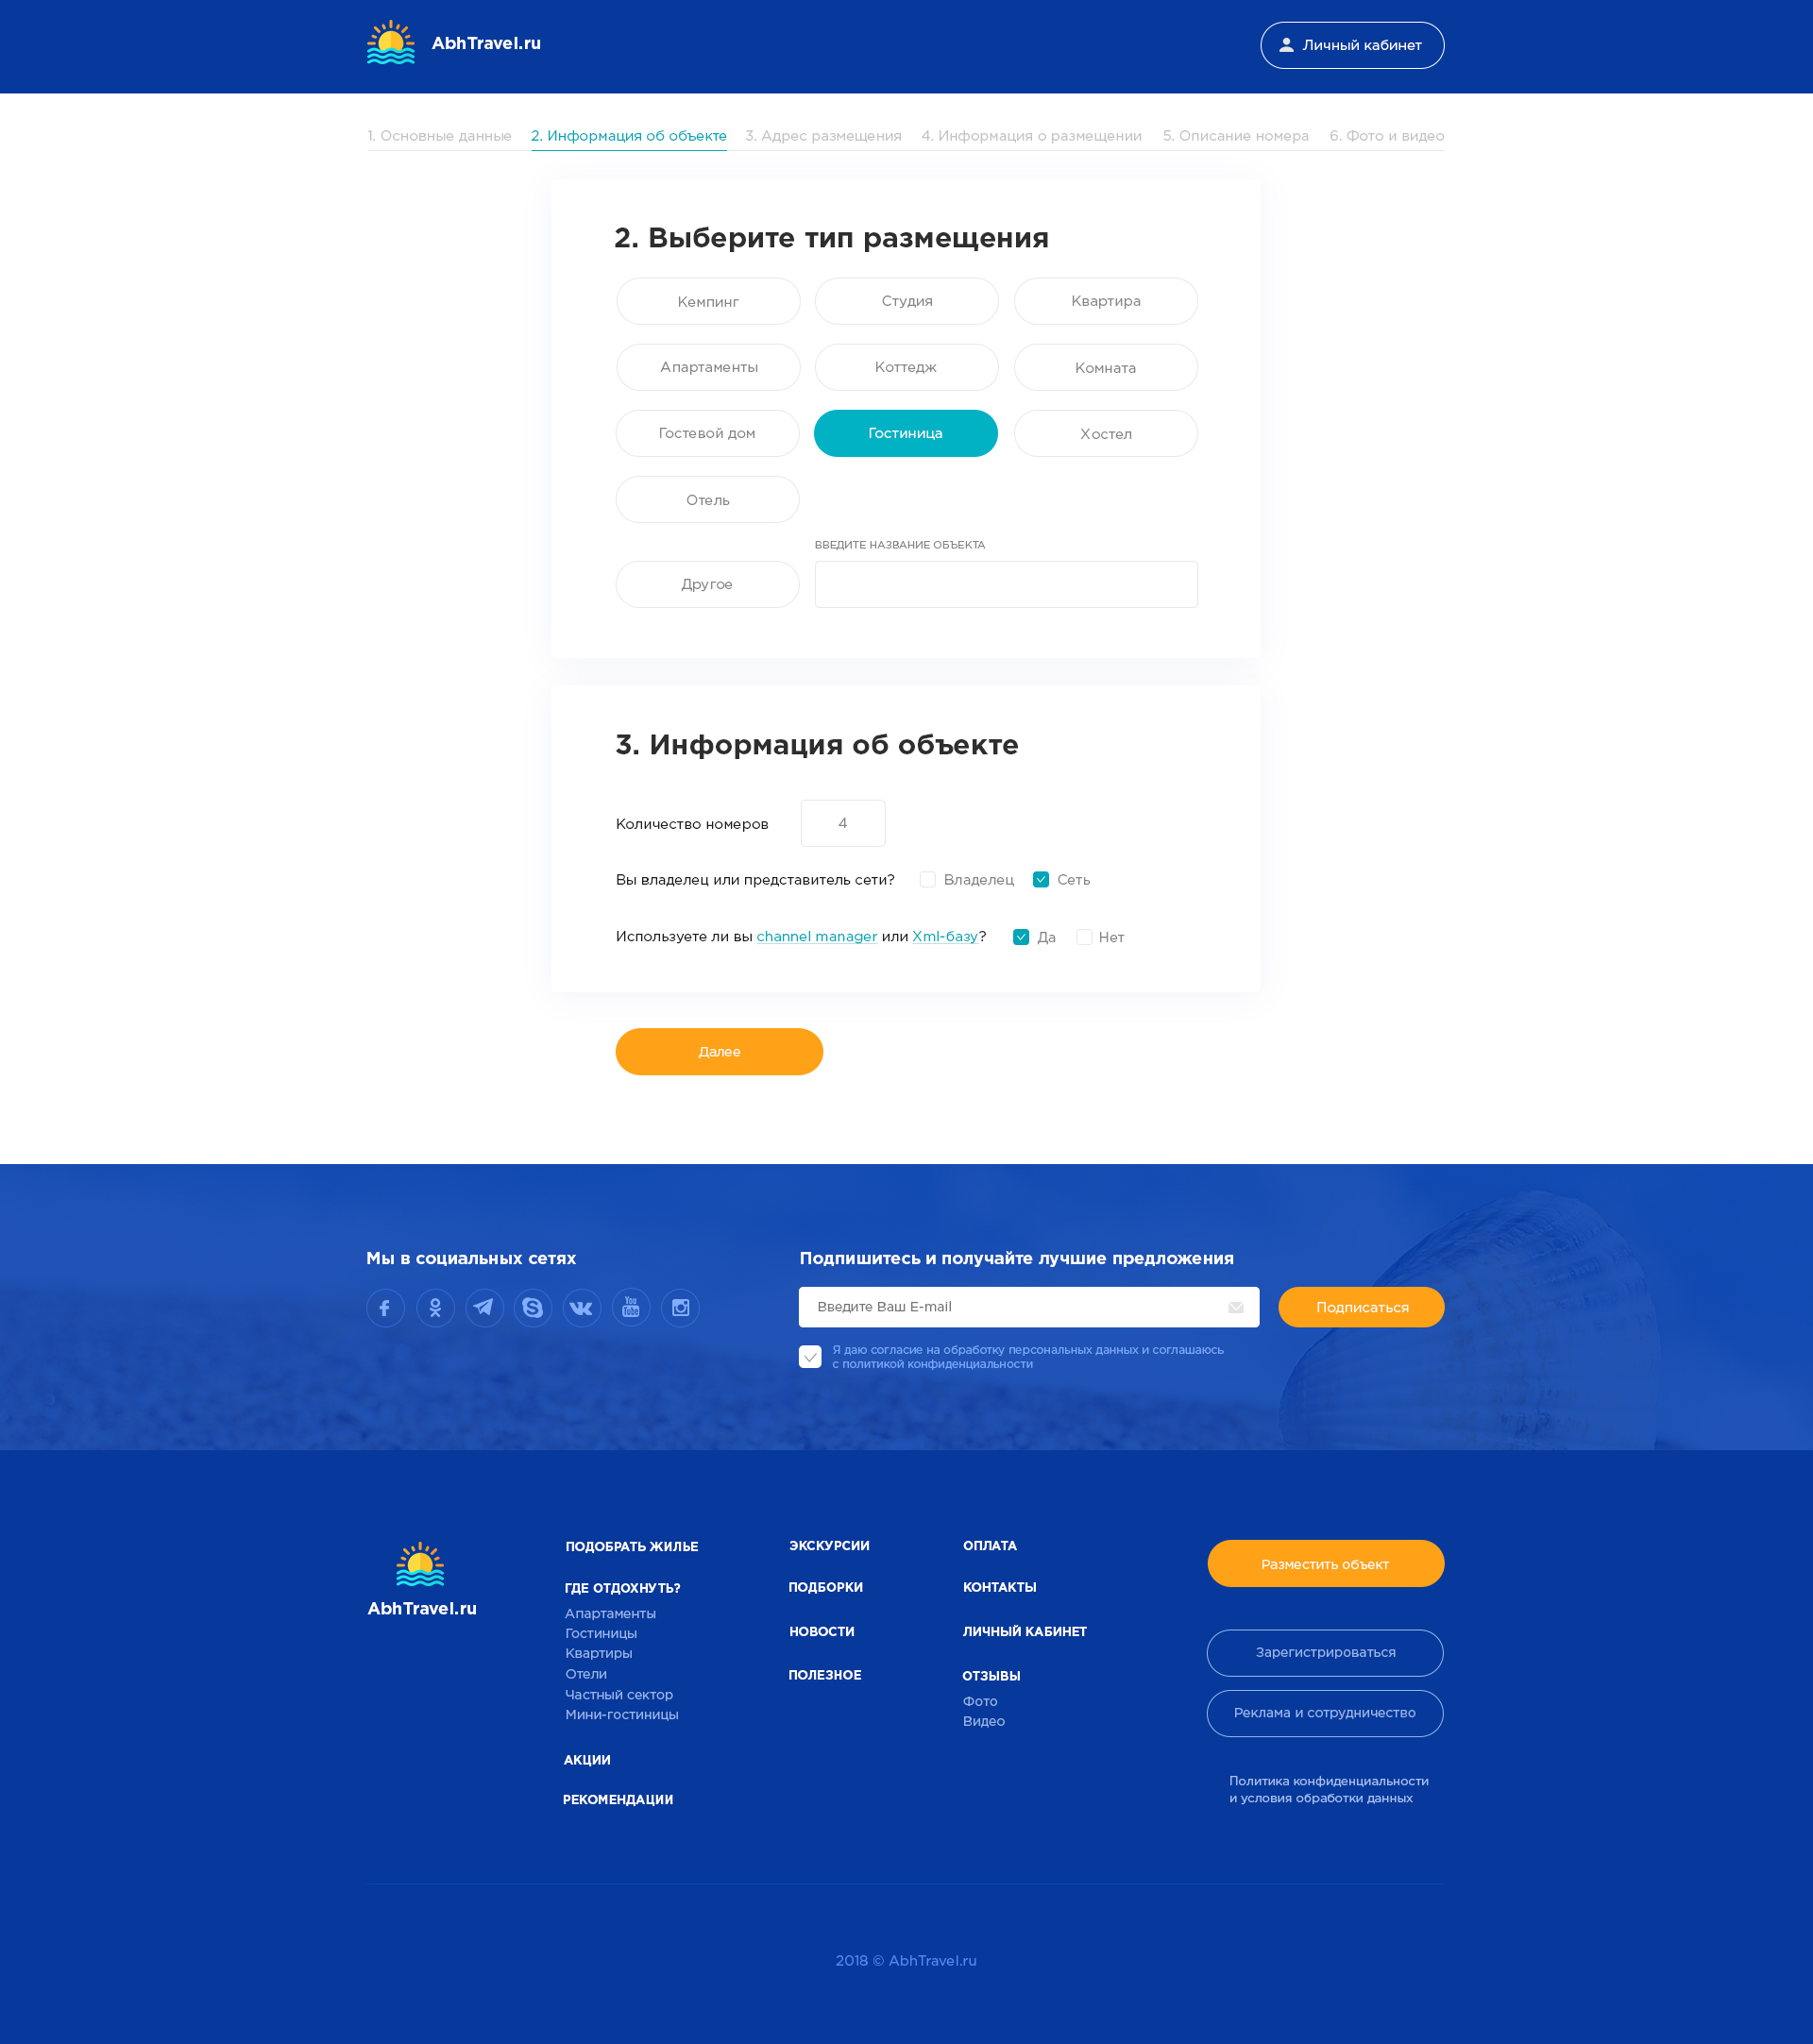 AbhTravel.ru
Личный кабинет
1. Основные данные
2. Информация об объекте
3. Адрес размещения
4. Информация о размещении
5. Описание номера
6. Фото и видео
2. Выберите тип размещения
Кемпинг
Студия
Квартира
Апартаменты
Коттедж
Комната
Гостевой дом
Гостиница
Хостел
Отель
ВВЕДИТЕ НАЗВАНИЕ ОБЪЕКТА
Другое
3. Информация об объекте
Количество номеров
4
Вы владелец или представитель сети?
Владелец
Сеть
Используете ли вы channel manager или Xml-базу?
Да
Нет
Далее
Мы в социальных сетях
You
Tube
Подпишитесь и получайте лучшие предложения
Введите Ваш E-mail
Подписаться
Я даю согласие на обработку персональных данных и соглашаюсь
с политикой конфиденциальности
AbhTravel.ru
ПОДОБРАТЬ ЖИЛЬЕ
ГДЕ ОТДОХНУТЬ?
Апартаменты
Гостиницы
Квартиры
Отели
Частный сектор
Мини-гостиницы
АКЦИИ
РЕКОМЕНДАЦИИ
ЭКСКУРСИИ
ПОДБОРКИ
НОВОСТИ
ПОЛЕЗНОЕ
ОПЛАТА
КОНТАКТЫ
ЛИЧНЫЙ КАБИНЕТ
ОТЗЫВЫ
Фото
Видео
Разместить объект
Зарегистрироваться
Реклама и сотрудничество
Политика конфиденциальности
и условия обработки данных
2018 © AbhTravel.ru